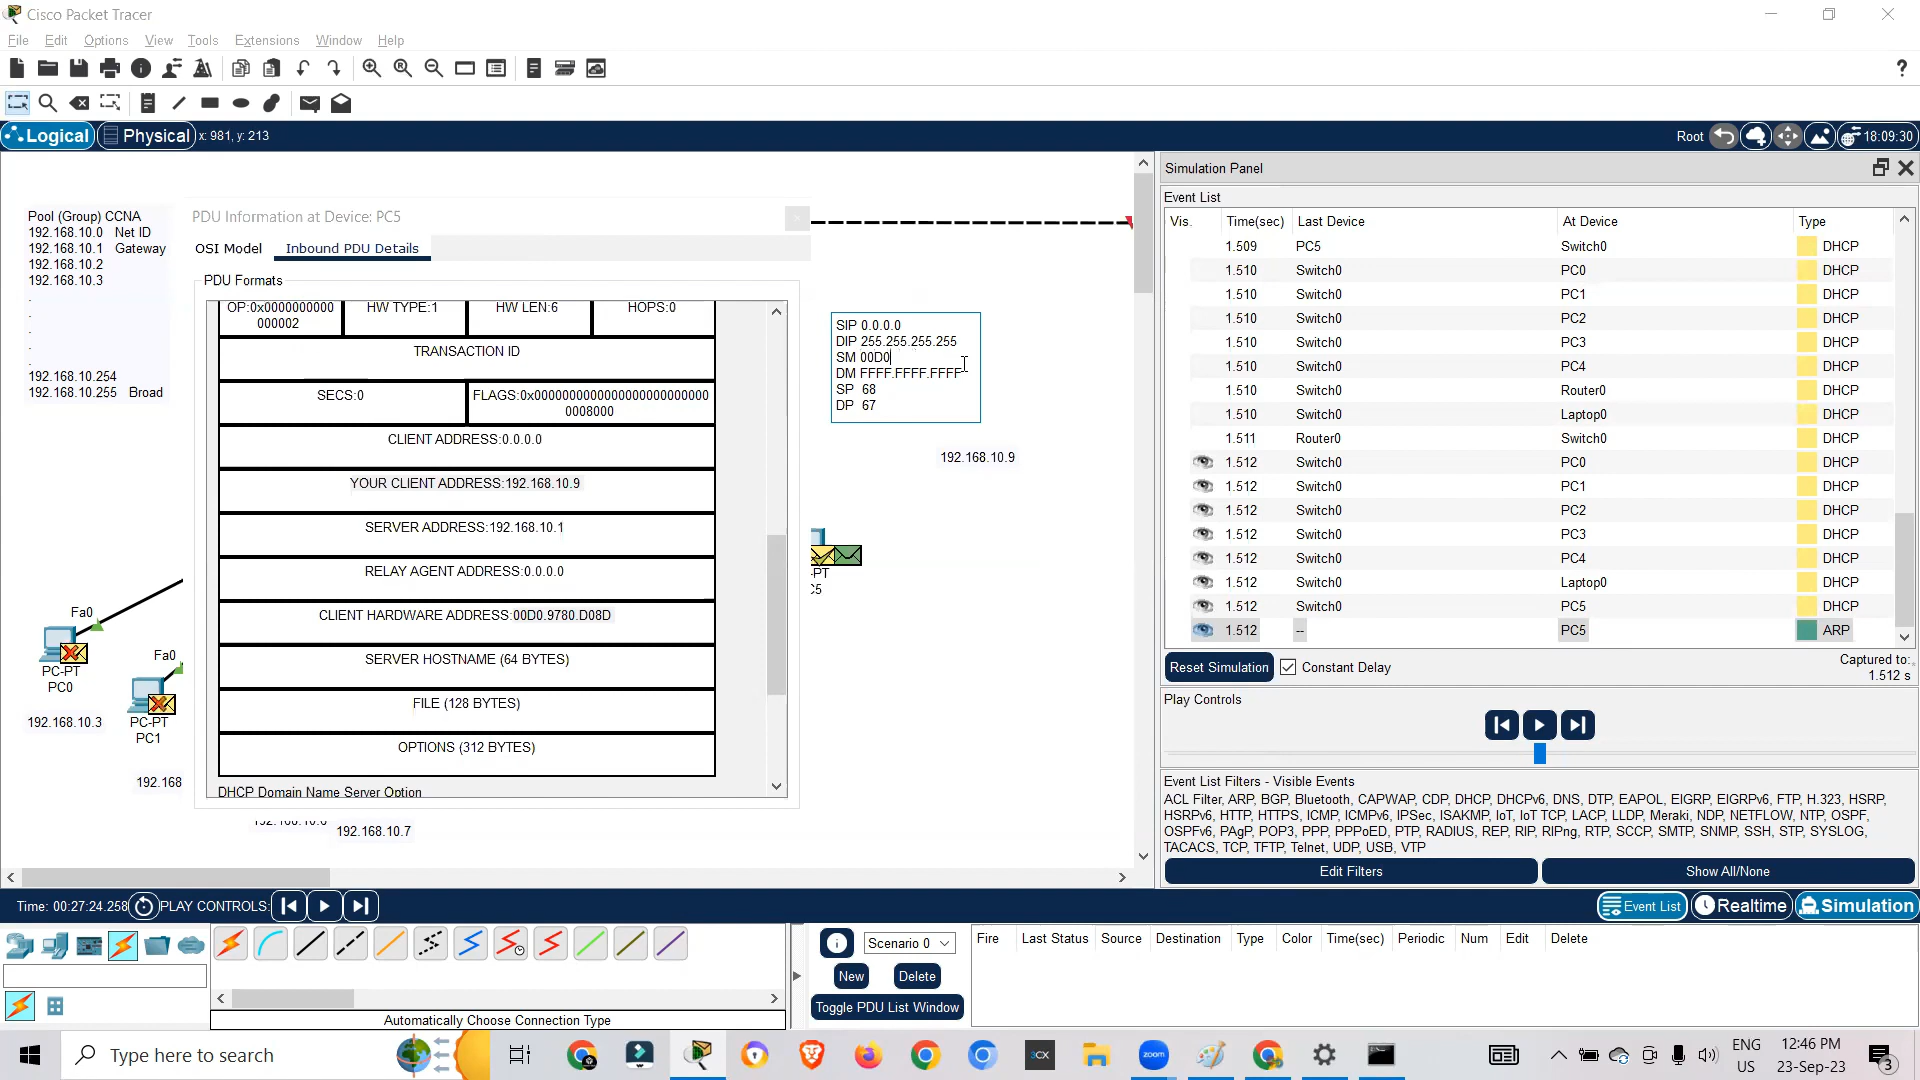 Cisco Packet Tracer
File Edit Options View Tools Extensions Window Help
?
Logical Physical x: 981, y: 213
Root 18:09:30
Pool (Group) CCNA
192.168.10.0 Net ID
192.168.10.1 Gateway
192.168.10.2
192.168.10.3
.
.
.
.
.
192.168.10.254
192.168.10.255 Broad
PDU Information at Device: PC5
OSI Model Inbound PDU Details
PDU Formats
OP:0x0000000000
000002
HW TYPE:1
HW LEN:6
HOPS:0
TRANSACTION ID
SECS:0
FLAGS:0x0000000000000000000000000
0008000
CLIENT ADDRESS:0.0.0.0
YOUR CLIENT ADDRESS:192.168.10.9
SERVER ADDRESS:192.168.10.1
RELAY AGENT ADDRESS:0.0.0.0
CLIENT HARDWARE ADDRESS:00D0.9780.D08D
SERVER HOSTNAME (64 BYTES)
FILE (128 BYTES)
OPTIONS (312 BYTES)
DHCP Domain Name Server Option
SIP 0.0.0.0
DIP 255.255.255.255
SM 00D0
DM FFFF.FFFF.FFFF
SP 68
DP 67
192.168.10.9
-PT
C5
Fa0
PC-PT
PC0
192.168.10.3
Fa0
PC-PT
PC1
192.168
192.168.10.7
Simulation Panel
Event List
Vis. Time(sec) Last Device At Device Type
1.509 PC5 Switch0 DHCP
1.510 Switch0 PC0 DHCP
1.510 Switch0 PC1 DHCP
1.510 Switch0 PC2 DHCP
1.510 Switch0 PC3 DHCP
1.510 Switch0 PC4 DHCP
1.510 Switch0 Router0 DHCP
1.510 Switch0 Laptop0 DHCP
1.511 Router0 Switch0 DHCP
1.512 Switch0 PC0 DHCP
1.512 Switch0 PC1 DHCP
1.512 Switch0 PC2 DHCP
1.512 Switch0 PC3 DHCP
1.512 Switch0 PC4 DHCP
1.512 Switch0 Laptop0 DHCP
1.512 Switch0 PC5 DHCP
1.512 -- PC5 ARP
Reset Simulation Constant Delay
Captured to:
1.512 s
Play Controls
Event List Filters - Visible Events
ACL Filter, ARP, BGP, Bluetooth, CAPWAP, CDP, DHCP, DHCPv6, DNS, DTP, EAPOL, EIGRP, EIGRPv6, FTP, H.323, HSRP,
HSRPv6, HTTP, HTTPS, ICMP, ICMPv6, IPSec, ISAKMP, IoT, IoT TCP, LACP, LLDP, Meraki, NDP, NETFLOW, NTP, OSPF,
OSPFv6, PAgP, POP3, PPP, PPPoED, PTP, RADIUS, REP, RIP, RIPng, RTP, SCCP, SMTP, SNMP, SSH, STP, SYSLOG,
TACACS, TCP, TFTP, Telnet, UDP, USB, VTP
Edit Filters Show All/None
Time: 00:27:24.258 PLAY CONTROLS:
Event List Realtime Simulation
Scenario 0
New Delete
Toggle PDU List Window
Fire Last Status Source Destination Type Color Time(sec) Periodic Num Edit Delete
Automatically Choose Connection Type
Type here to search
3CX
zoom
ENG
US
12:46 PM
23-Sep-23
3